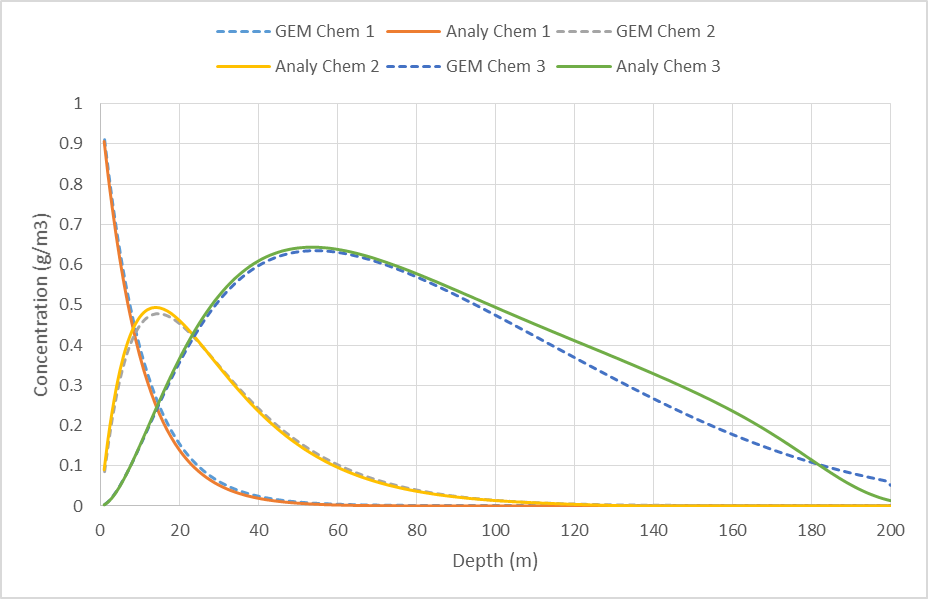 GEM Chem 1 Analy Chem 1 GEM Chem 2
Analy Chem 2 GEM Chem 3 Analy Chem 3
1
0.9
0.8
0.7
0.6
0.5
0.4
0.3
0.2
0.1
0
Concentration (g/m3)
0 20 40 60 80 100 120 140 160 180 200
Depth (m)